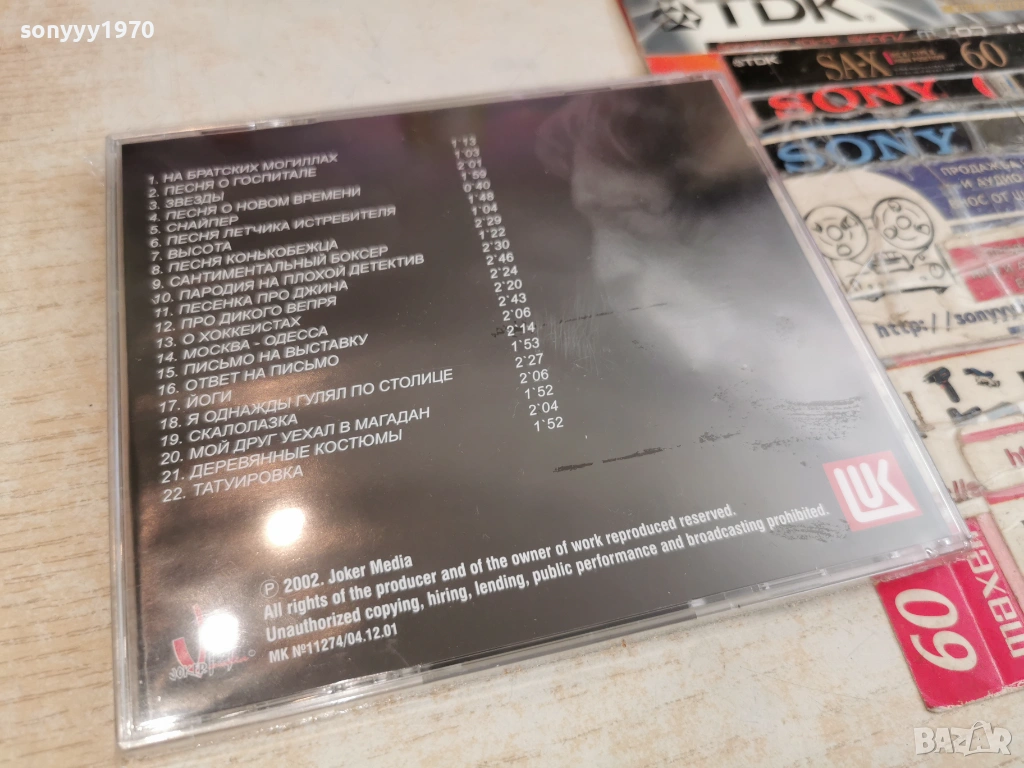 sonyyy1970
TDK
TDK SA-X 60
SONY
SONY
ПРОДАЖБА
И АУДИО
http://sonyyy
1. НА БРАТСКИХ МОГИЛЛАХ 1`13
2. ПЕСНЯ О ГОСПИТАЛЕ 1`03
3. ЗВЕЗДЫ 2`01
4. ПЕСНЯ О НОВОМ ВРЕМЕНИ 1`59
5. СНАЙПЕР 0`40
6. ПЕСНЯ ЛЕТЧИКА ИСТРЕБИТЕЛЯ 1`48
7. ВЫСОТА 1`04
8. ПЕСНЯ КОНЬКОБЕЖЦА 2`29
9. САНТИМЕНТАЛЬНЫЙ БОКСЕР 1`22
10. ПАРОДИЯ НА ПЛОХОЙ ДЕТЕКТИВ 2`30
11. ПЕСЕНКА ПРО ДЖИНА 2`46
12. ПРО ДИКОГО ВЕПРЯ 2`24
13. О ХОККЕИСТАХ 2`20
14. МОСКВА - ОДЕССА 2`43
15. ПИСЬМО НА ВЫСТАВКУ 2`06
16. ОТВЕТ НА ПИСЬМО 2`14
17. ЙОГИ 1`53
18. Я ОДНАЖДЫ ГУЛЯЛ ПО СТОЛИЦЕ 2`27
19. СКАЛОЛАЗКА 2`06
20. МОЙ ДРУГ УЕХАЛ В МАГАДАН 1`52
21. ДЕРЕВЯННЫЕ КОСТЮМЫ 2`04
22. ТАТУИРОВКА 1`52
LUK
℗ 2002. Joker Media
All rights of the producer and of the owner of work reproduced reserved.
Unauthorized copying, hiring, lending, public performance and broadcasting prohibited.
MK №11274/04.12.01
60
maxell
BAZAR